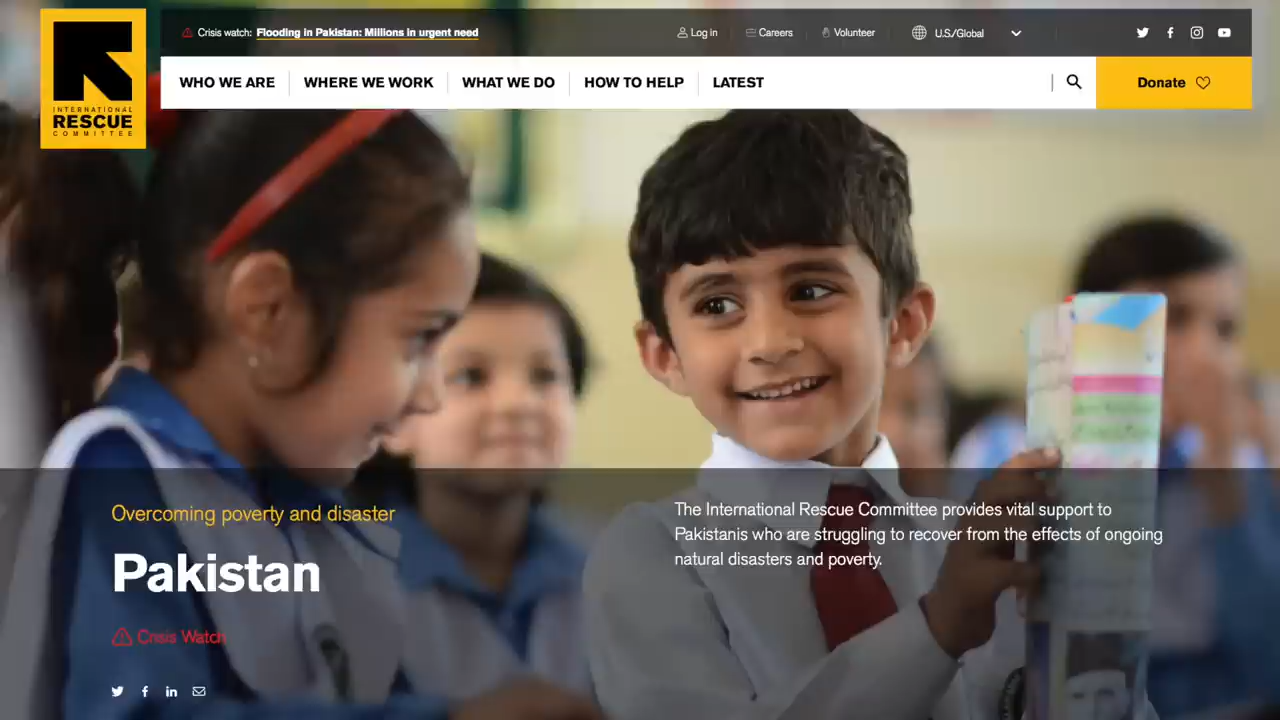 Crisis watch: Flooding in Pakistan: Millions in urgent need
Log in
Careers
Volunteer
U.S./Global
INTERNATIONAL
RESCUE
COMMITTEE
WHO WE ARE
WHERE WE WORK
WHAT WE DO
HOW TO HELP
LATEST
Donate
Overcoming poverty and disaster
Pakistan
Crisis Watch
The International Rescue Committee provides vital support to
Pakistanis who are struggling to recover from the effects of ongoing
natural disasters and poverty.